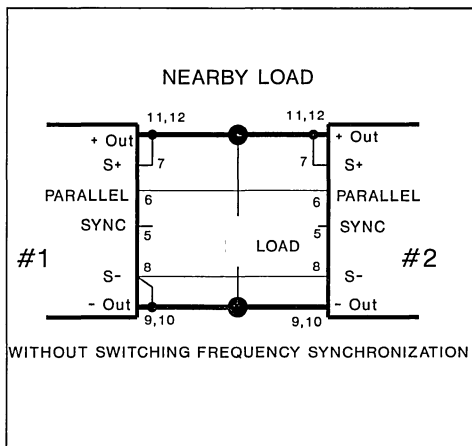 NEARBY LOAD
11,12 11,12
+ Out + Out
S+ 7 7 S+
PARALLEL 6 6 PARALLEL
SYNC 5 5 SYNC
#1 LOAD #2
S- 8 8 S-
- Out - Out
9,10 9,10
WITHOUT SWITCHING FREQUENCY SYNCHRONIZATION